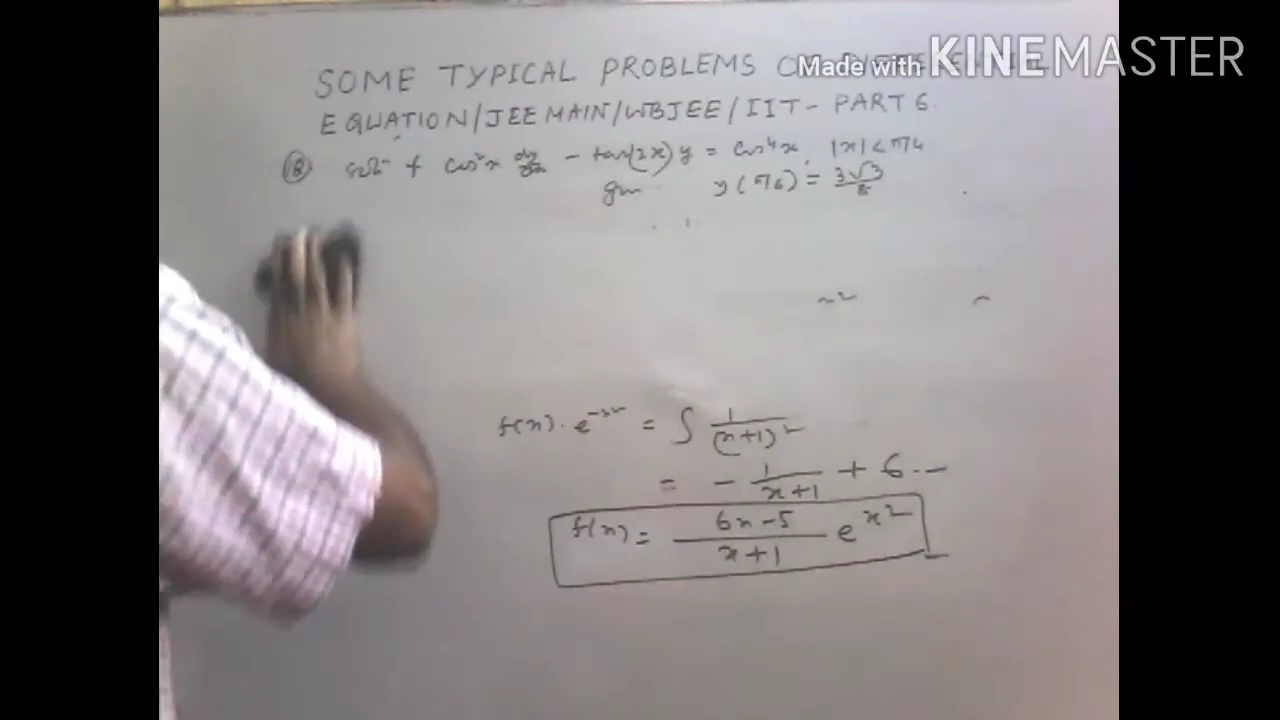 Made with KINEMASTER
SOME TYPICAL PROBLEMS
EQUATION/JEE MAIN/WBJEE/IIT- PART 6.
(18) + cos²x dy/dx - tan(2x) y = cos⁴x, |x| < π/4
y(π/6) = 3√3/8
f(x). e^(-x²) = ∫ 1/(x+1)²
= - 1/(x+1) + 6.-
f(x) = (6x-5)/(x+1) e^(x²)